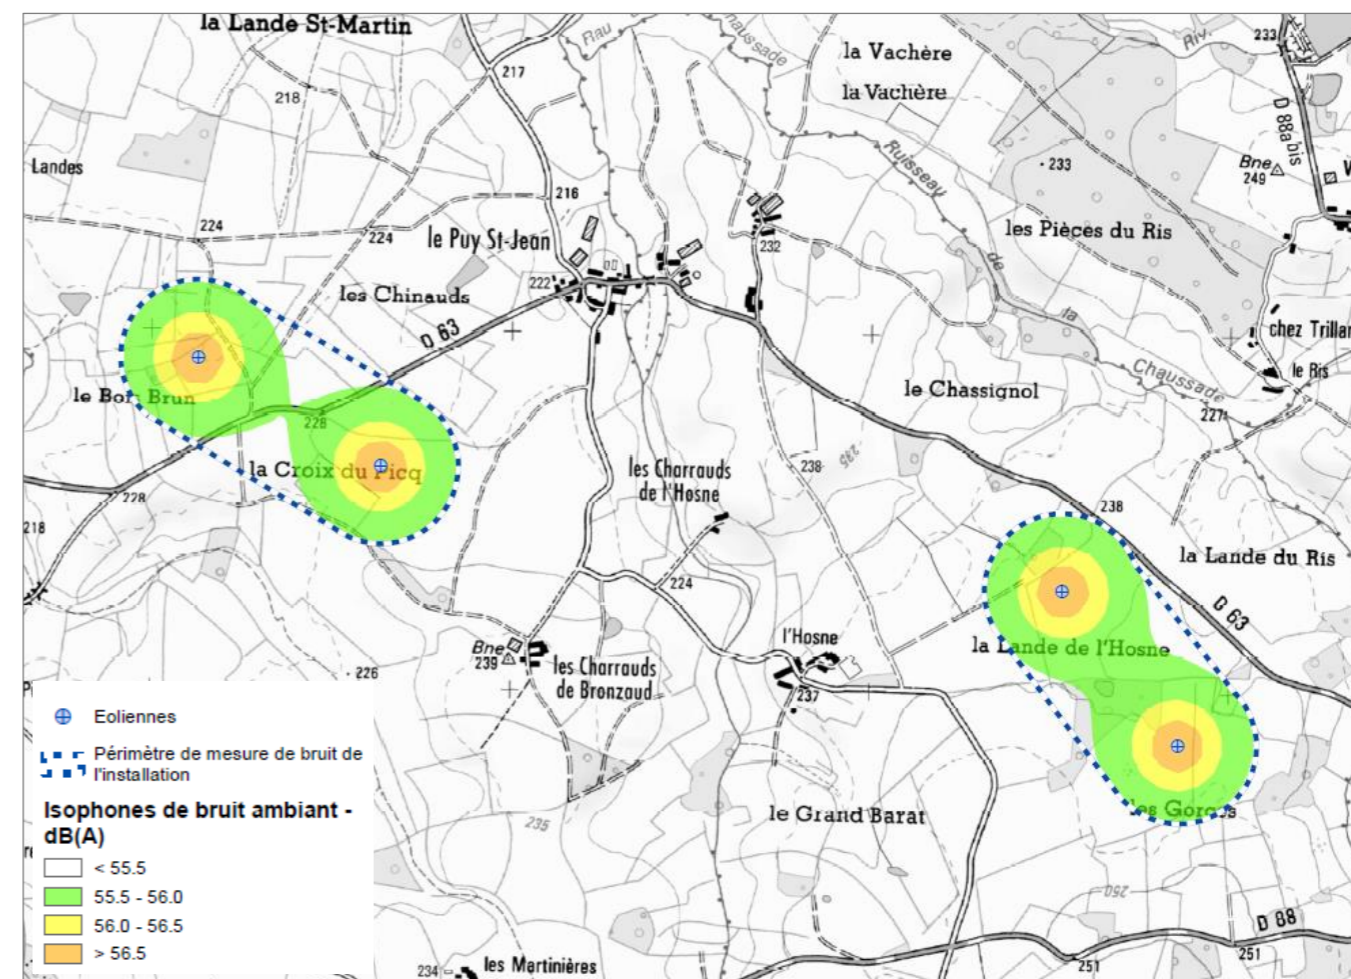 la Lande St-Martin
Rau
la Vachère
Riv.
233
217
la Vachère
218
D 88a bis
Ruisseau
233
Bne
249
Landes
216
224
224
le Puy St-Jean
232
les Pièces du Ris
de
222
les Chinauds
la
D 63
chez Trillar
Chaussade
le Ris
le Chassignol
227
228
la Croix du Picq
228
les Charrauds
de l'Hosne
238
235
238
218
la Lande du Ris
224
D 63
l'Hosne
la Lande de l'Hosne
Bne
239
les Charrauds
de Bronzaud
226
237
le Grand Barat
235
250
D 88
251
251
234
les Martinières
Eoliennes
Périmètre de mesure de bruit de
l'installation
Isophones de bruit ambiant -
dB(A)
< 55.5
55.5 - 56.0
56.0 - 56.5
> 56.5